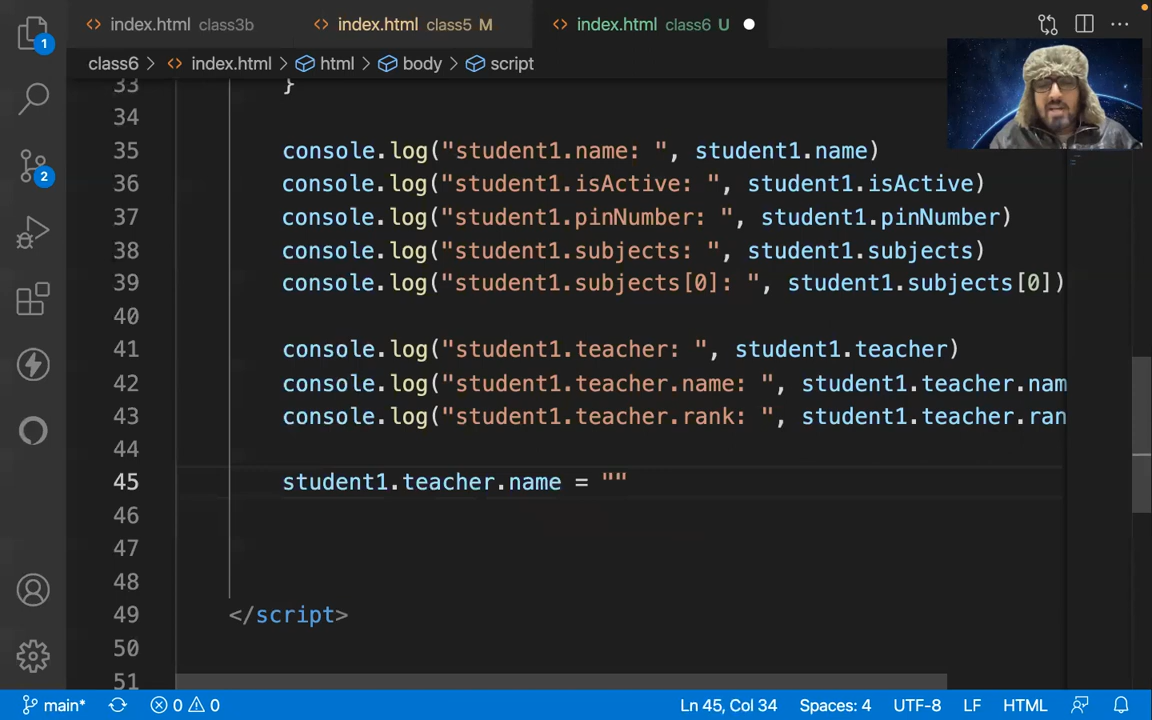 index.html class3b
index.html class5 M
index.html class6 U
class6 > index.html > html > body > script
1
2
33 }
34
35 console.log("student1.name: ", student1.name)
36 console.log("student1.isActive: ", student1.isActive)
37 console.log("student1.pinNumber: ", student1.pinNumber)
38 console.log("student1.subjects: ", student1.subjects)
39 console.log("student1.subjects[0]: ", student1.subjects[0])
40
41 console.log("student1.teacher: ", student1.teacher)
42 console.log("student1.teacher.name: ", student1.teacher.nam
43 console.log("student1.teacher.rank: ", student1.teacher.ran
44
45 student1.teacher.name = ""
46
47
48
49 </script>
50
51
main* 0 0 Ln 45, Col 34 Spaces: 4 UTF-8 LF HTML